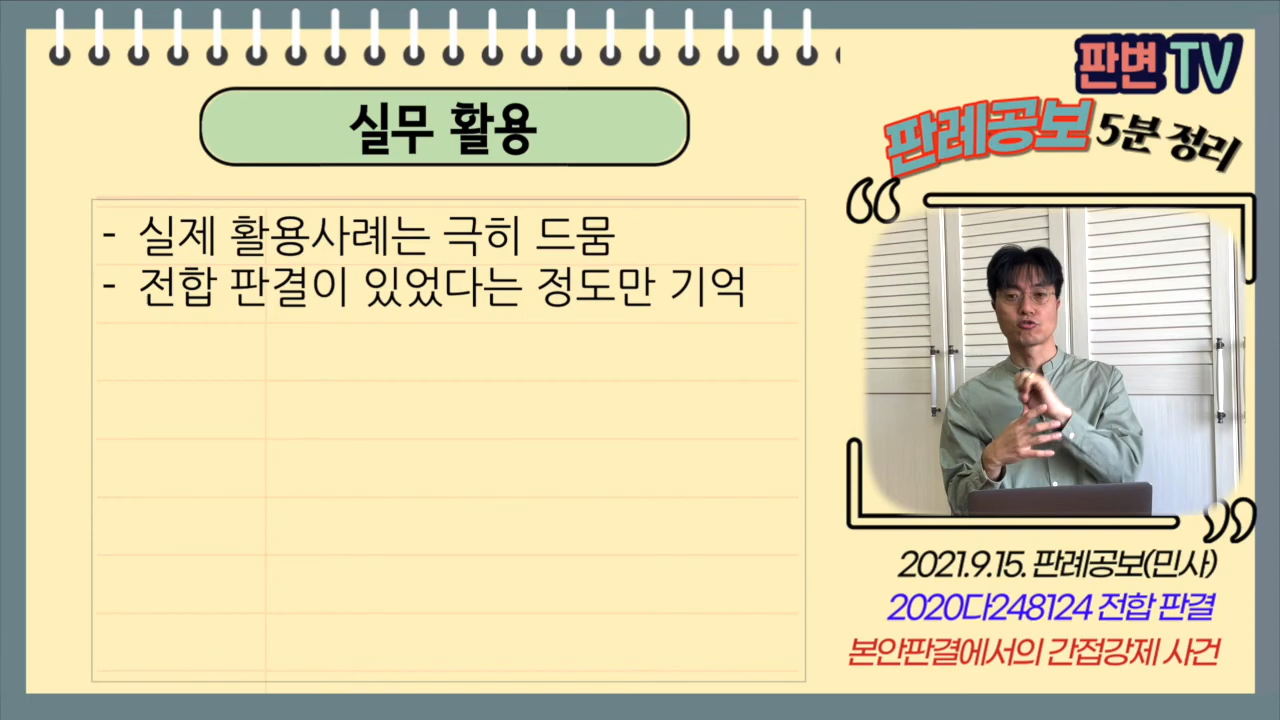 실무 활용
- 실제 활용사례는 극히 드뭄
- 전합 판결이 있었다는 정도만 기억
판변 TV
판례공보 5분 정리
2021.9.15. 판례공보(민사)
2020다248124 전합 판결
본안판결에서의 간접강제 사건